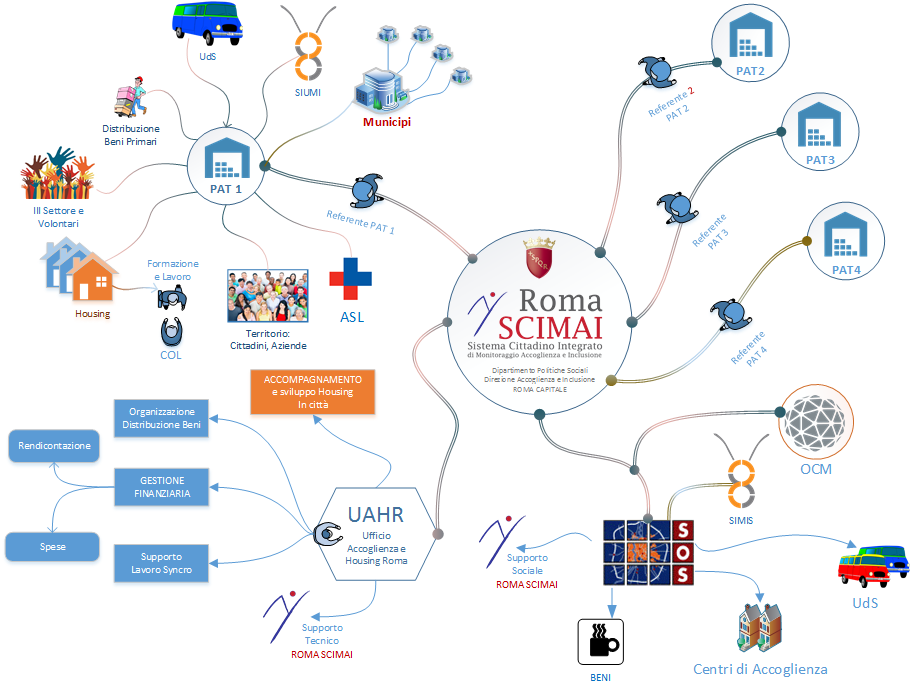 UdS
SIUMI
Municipi
Distribuzione
Beni Primari
III Settore e
Volontari
Housing
Formazione
e Lavoro
COL
PAT 1
Territorio:
Cittadini, Aziende
ASL
Referente PAT 1
Referente 2
PAT 2
PAT2
Referente
PAT 3
PAT3
Referente
PAT 4
PAT4
S.P.Q.R.
Roma
SCIMAI
Sistema Cittadino Integrato
di Monitoraggio Accoglienza e Inclusione
Dipartimento Politiche Sociali
Direzione Accoglienza e Inclusione
ROMA CAPITALE
ACCOMPAGNAMENTO
e sviluppo Housing
In città
Organizzazione
Distribuzione Beni
Rendicontazione
GESTIONE
FINANZIARIA
Spese
Supporto
Lavoro Syncro
UAHR
Ufficio
Accoglienza e
Housing Roma
Supporto
Tecnico
ROMA SCIMAI
OCM
SIMIS
Supporto
Sociale
ROMA SCIMAI
SOS
UdS
BENI
Centri di Accoglienza